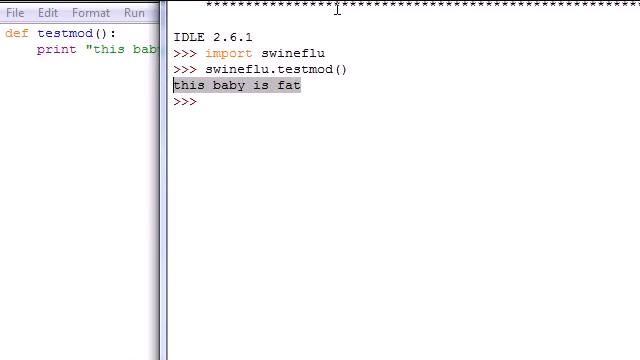 File Edit Format Run
def testmod():
print "this baby
*******************************************************
IDLE 2.6.1
>>> import swineflu
>>> swineflu.testmod()
this baby is fat
>>>